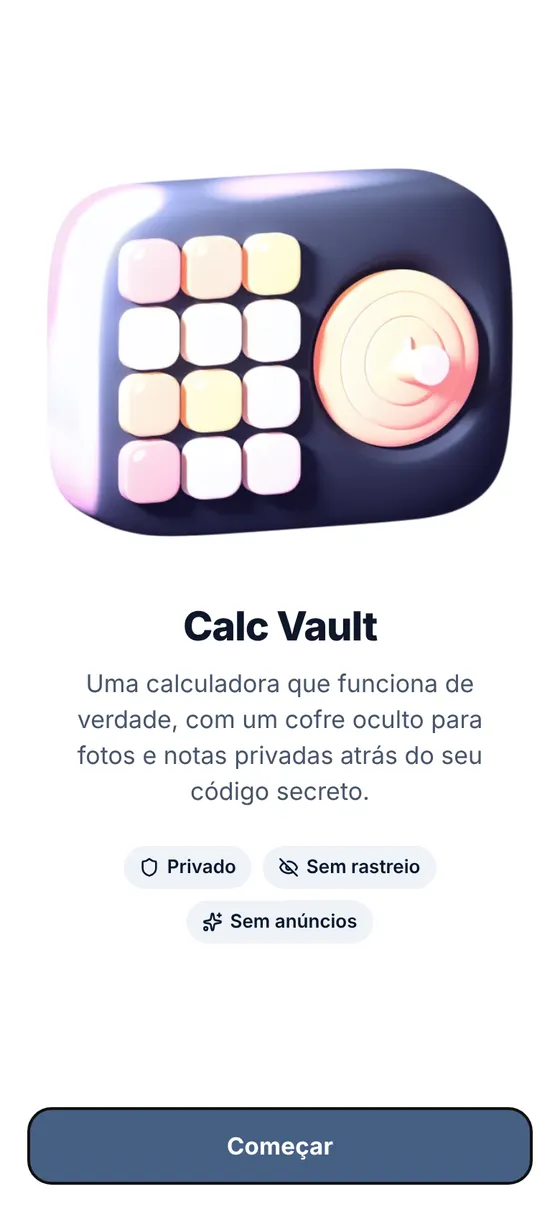 Calc Vault
Uma calculadora que funciona de
verdade, com um cofre oculto para
fotos e notas privadas atrás do seu
código secreto.
Privado
Sem rastreio
Sem anúncios
Começar